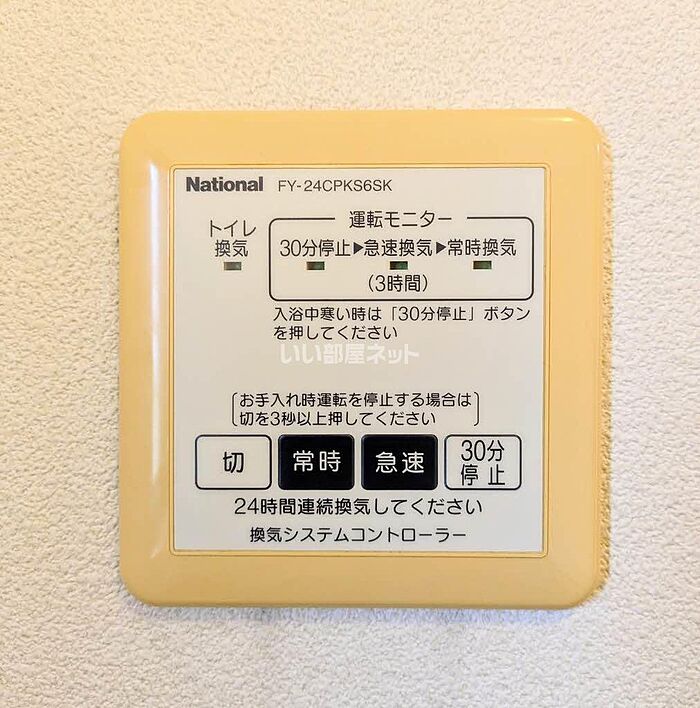 National FY-24CPKS6SK
運転モニター
トイレ
換気
30分停止▶急速換気▶常時換気
(3時間)
入浴中寒い時は「30分停止」ボタン
を押してください
いい部屋ネット
お手入れ時運転を停止する場合は
切を3秒以上押してください
切 常時 急速 30分
停止
24時間連続換気してください
換気システムコントローラー